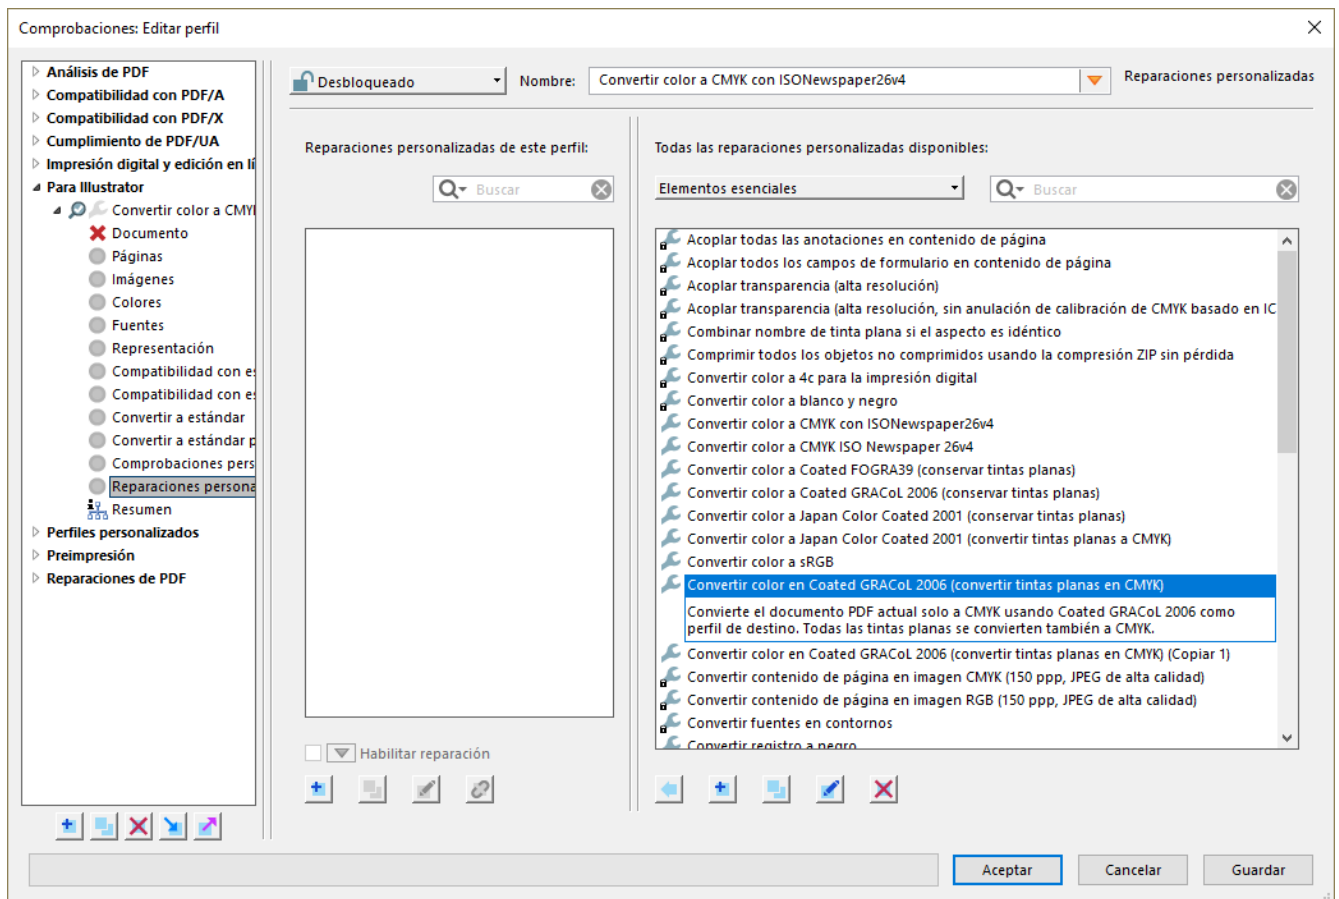 Comprobaciones: Editar perfil
Análisis de PDF
Compatibilidad con PDF/A
Compatibilidad con PDF/X
Cumplimiento de PDF/UA
Impresión digital y edición en lí
Para Illustrator
Convertir color a CMY
Documento
Páginas
Imágenes
Colores
Fuentes
Representación
Compatibilidad con es
Compatibilidad con es
Convertir a estándar
Convertir a estándar p
Comprobaciones pers
Reparaciones persona
Resumen
Perfiles personalizados
Preimpresión
Reparaciones de PDF
Desbloqueado
Nombre:
Convertir color a CMYK con ISONewspaper26v4
Reparaciones personalizadas
Reparaciones personalizadas de este perfil:
Buscar
Habilitar reparación
Todas las reparaciones personalizadas disponibles:
Elementos esenciales
Buscar
Acoplar todas las anotaciones en contenido de página
Acoplar todos los campos de formulario en contenido de página
Acoplar transparencia (alta resolución)
Acoplar transparencia (alta resolución, sin anulación de calibración de CMYK basado en IC
Combinar nombre de tinta plana si el aspecto es idéntico
Comprimir todos los objetos no comprimidos usando la compresión ZIP sin pérdida
Convertir color a 4c para la impresión digital
Convertir color a blanco y negro
Convertir color a CMYK con ISONewspaper26v4
Convertir color a CMYK ISO Newspaper 26v4
Convertir color a Coated FOGRA39 (conservar tintas planas)
Convertir color a Coated GRACoL 2006 (conservar tintas planas)
Convertir color a Japan Color Coated 2001 (conservar tintas planas)
Convertir color a Japan Color Coated 2001 (convertir tintas planas a CMYK)
Convertir color a sRGB
Convertir color en Coated GRACoL 2006 (convertir tintas planas en CMYK)
Convierte el documento PDF actual solo a CMYK usando Coated GRACoL 2006 como
perfil de destino. Todas las tintas planas se convierten también a CMYK.
Convertir color en Coated GRACoL 2006 (convertir tintas planas en CMYK) (Copiar 1)
Convertir contenido de página en imagen CMYK (150 ppp, JPEG de alta calidad)
Convertir contenido de página en imagen RGB (150 ppp, JPEG de alta calidad)
Convertir fuentes en contornos
Convertir registro a negro
Aceptar
Cancelar
Guardar